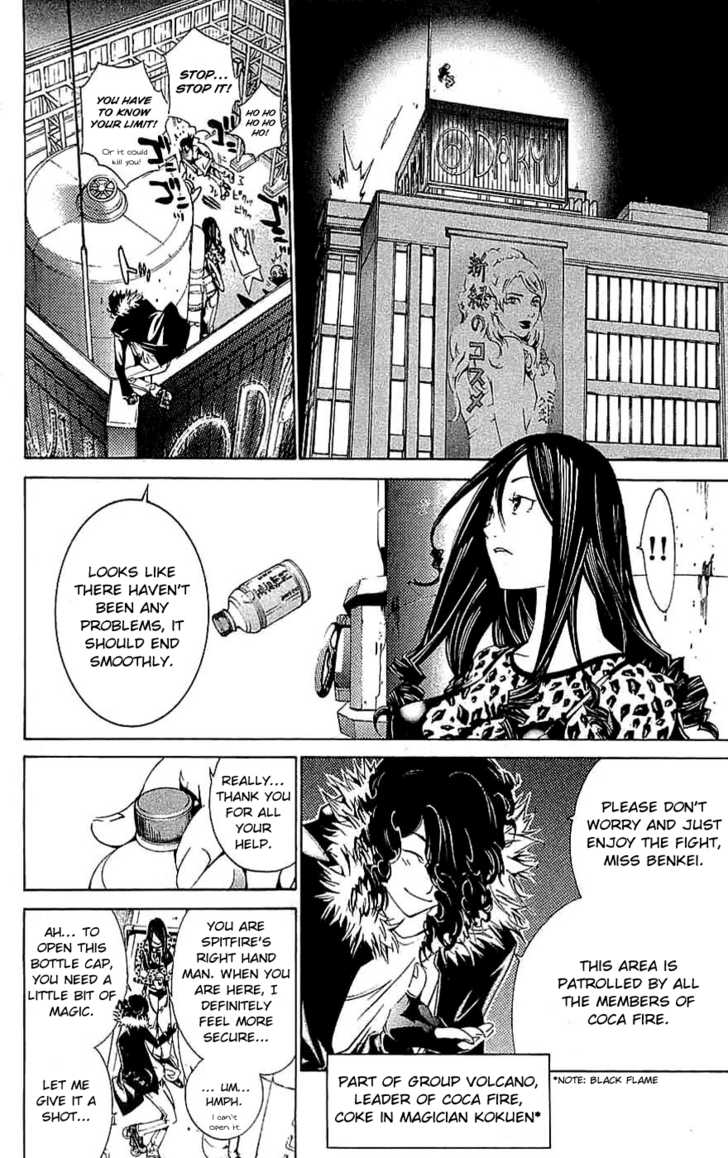 ODAKYU
新緑のコスメ
STOP...
STOP IT!
HO HO
HO HO
HO!
YOU HAVE
TO KNOW
YOUR LIMIT!
Or it could
kill you!
!!
LOOKS LIKE
THERE HAVEN'T
BEEN ANY
PROBLEMS, IT
SHOULD END
SMOOTHLY.
PLEASE DON'T
WORRY AND JUST
ENJOY THE FIGHT,
MISS BENKEI.
THIS AREA IS
PATROLLED BY ALL
THE MEMBERS OF
COCA FIRE.
PART OF GROUP VOLCANO,
LEADER OF COCA FIRE,
COKE IN MAGICIAN KOKUEN*
*NOTE: BLACK FLAME
REALLY...
THANK YOU
FOR ALL
YOUR
HELP.
YOU ARE
SPITFIRE'S
RIGHT HAND
MAN. WHEN YOU
ARE HERE, I
DEFINITELY
FEEL MORE
SECURE...
... UM...
HMPH.
I can't
open it.
AH... TO
OPEN THIS
BOTTLE CAP,
YOU NEED A
LITTLE BIT OF
MAGIC.
LET ME
GIVE IT A
SHOT...